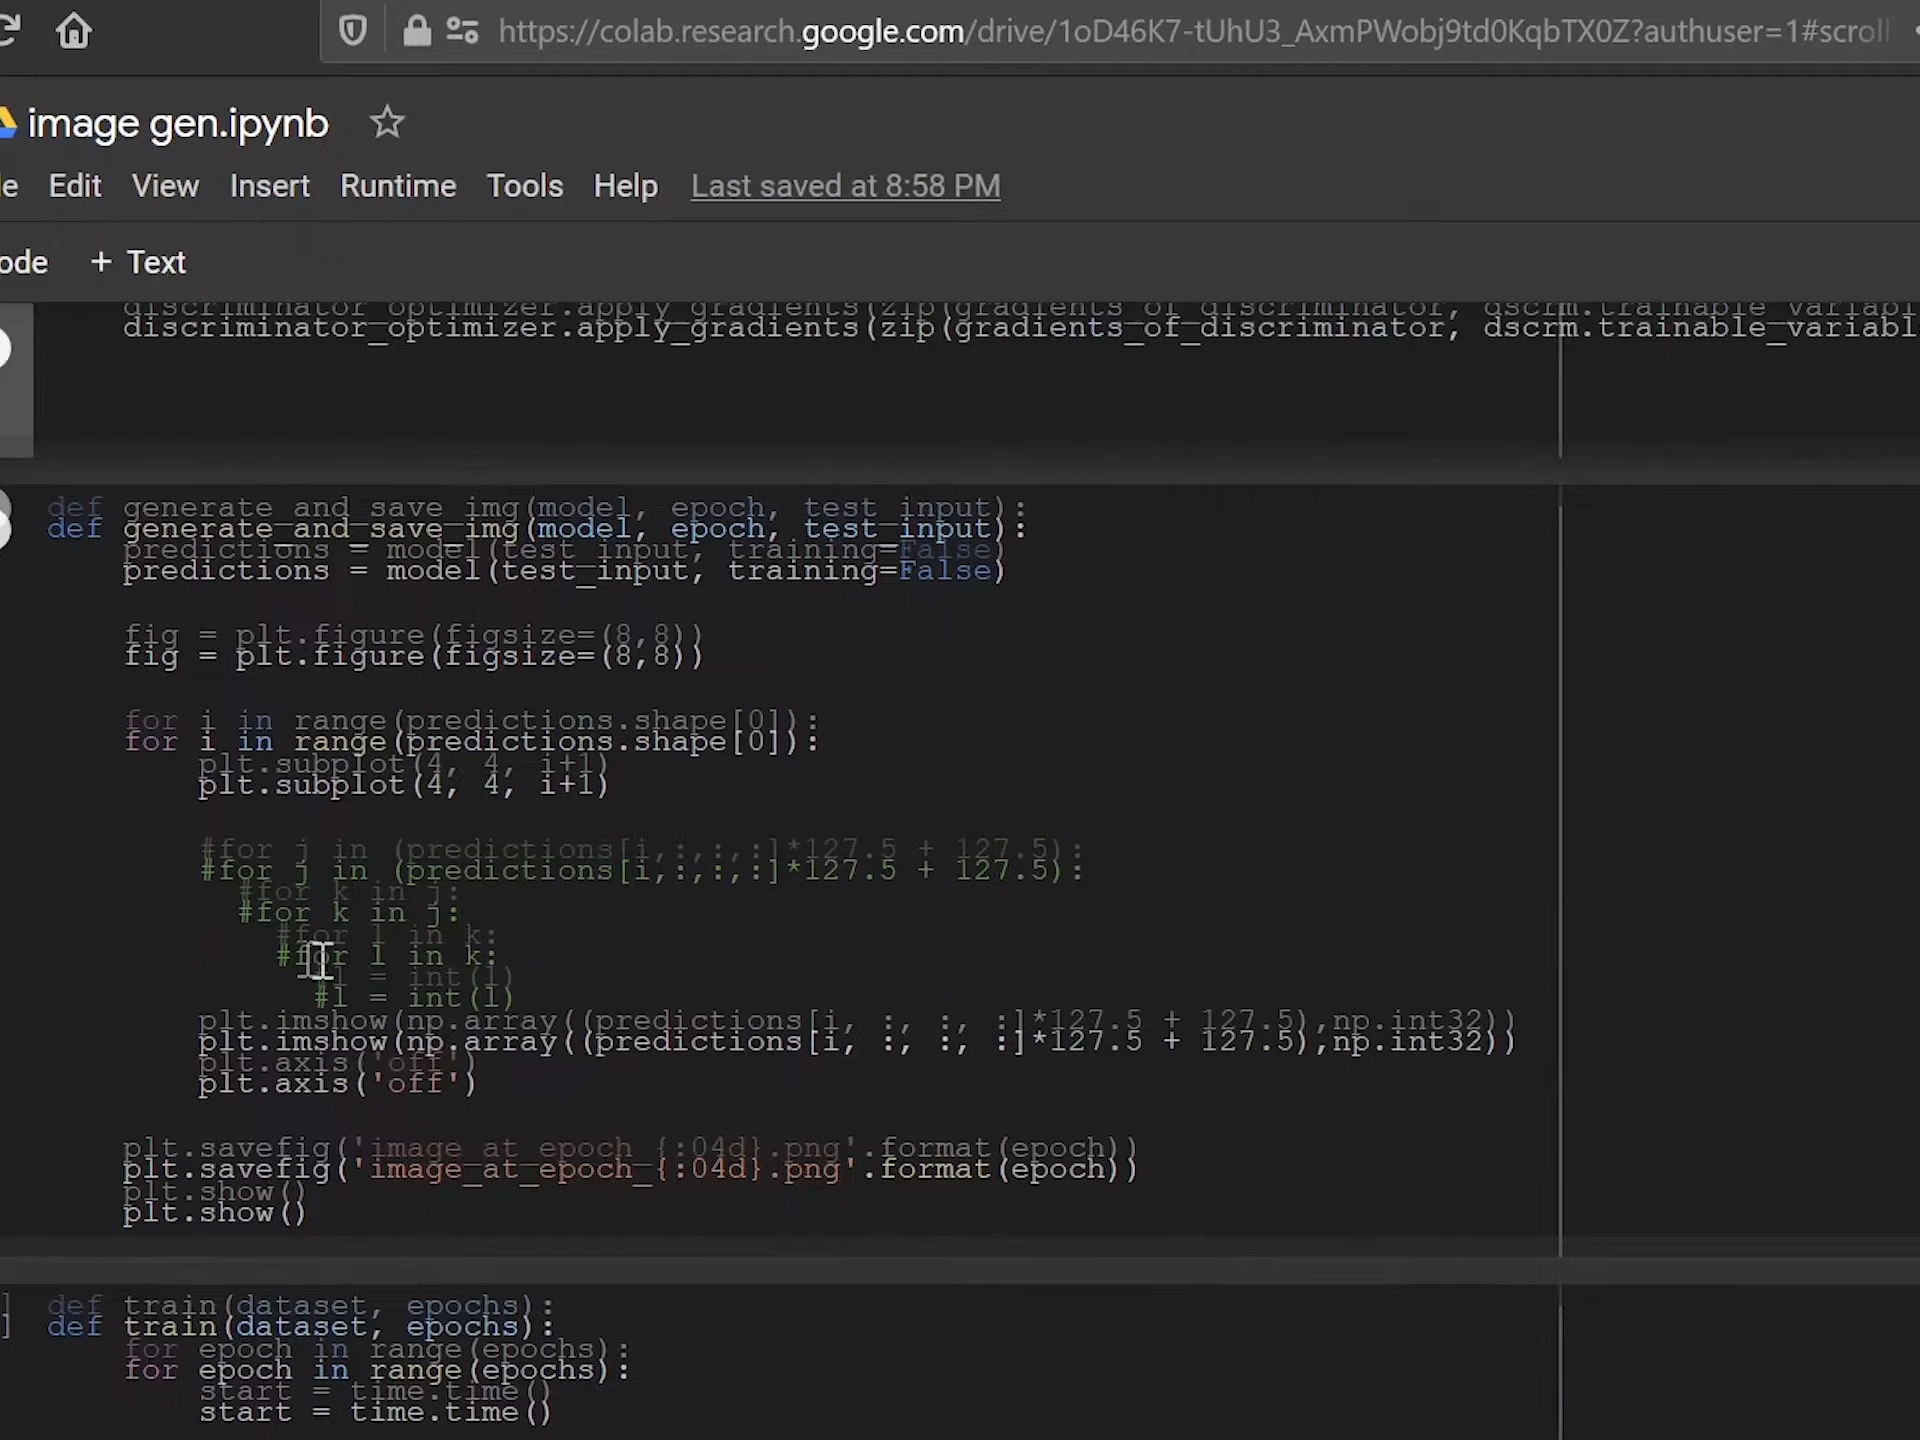 https://colab.research.google.com/drive/1oD46K7-tUhU3_AxmPWobj9td0KqbTX0Z?authuser=1#scroll
image gen.ipynb
Edit View Insert Runtime Tools Help Last saved at 8:58 PM
+ Text
discriminator_optimizer.apply_gradients(zip(gradients_of_discriminator, dscrm.trainable_variabl
def generate_and_save_img(model, epoch, test_input):
predictions = model(test_input, training=False)
fig = plt.figure(figsize=(8,8))
for i in range(predictions.shape[0]):
plt.subplot(4, 4, i+1)
#for j in (predictions[i,:,:,:]*127.5 + 127.5):
#for k in j:
#for l in k:
#l = int(l)
plt.imshow(np.array((predictions[i, :, :, :]*127.5 + 127.5),np.int32))
plt.axis('off')
plt.savefig('image_at_epoch_{:04d}.png'.format(epoch))
plt.show()
def train(dataset, epochs):
for epoch in range(epochs):
start = time.time()